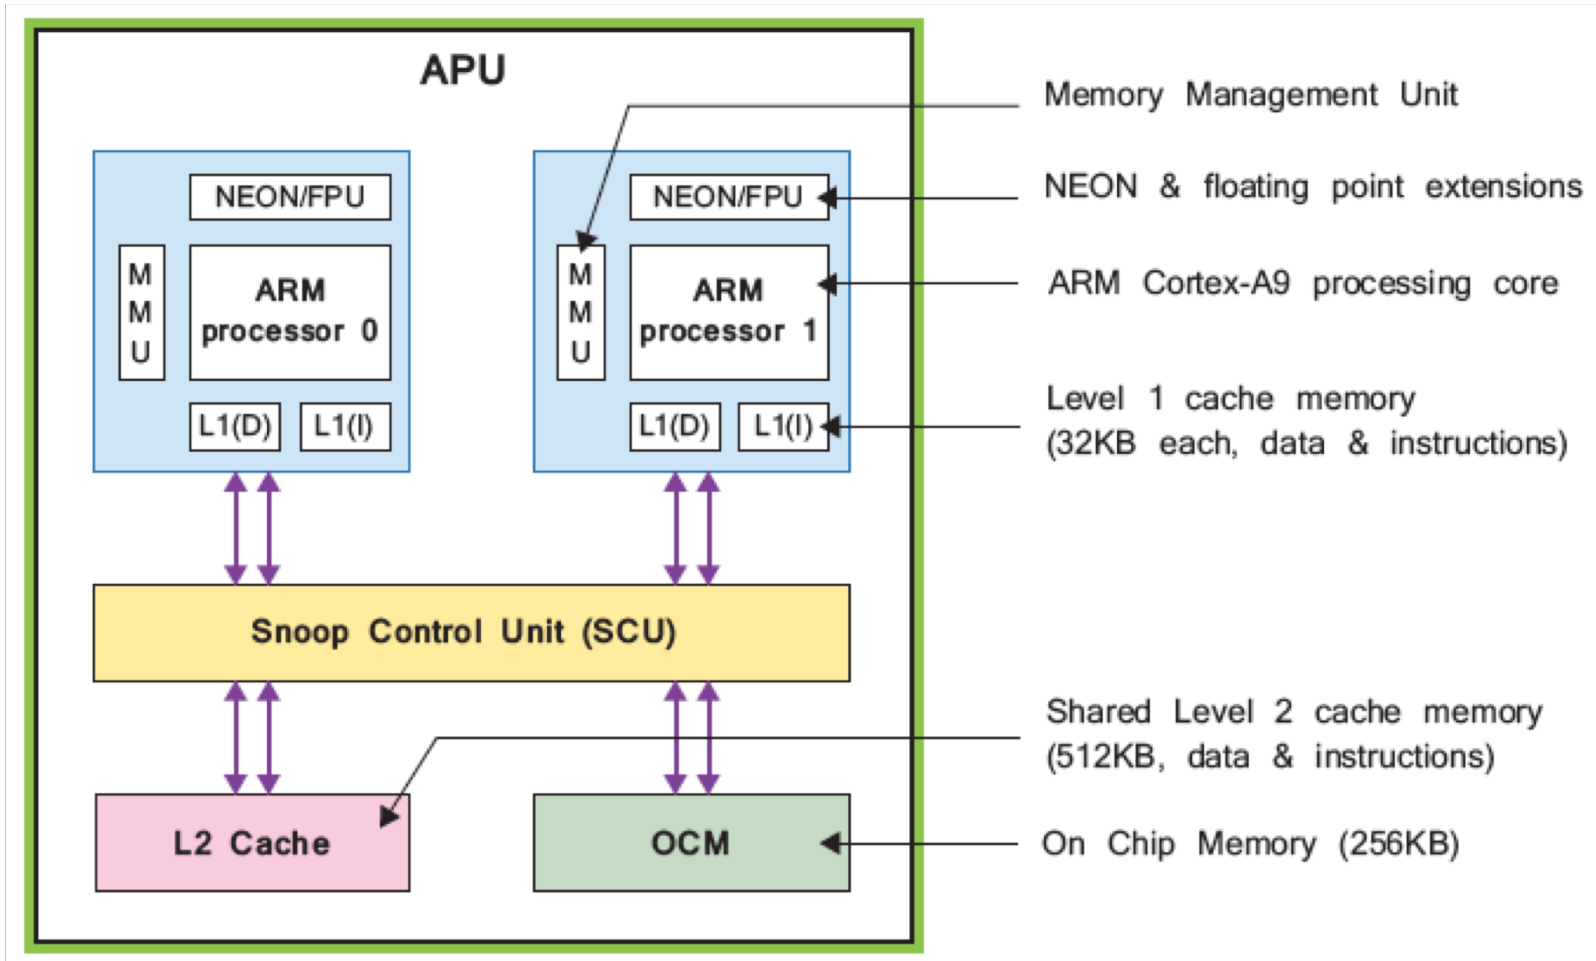 APU
Memory Management Unit
NEON/FPU
NEON/FPU
NEON & floating point extensions
M
M
U
ARM
processor 0
M
M
U
ARM
processor 1
ARM Cortex-A9 processing core
L1(D)
L1(I)
L1(D)
L1(I)
Level 1 cache memory
(32KB each, data & instructions)
Snoop Control Unit (SCU)
Shared Level 2 cache memory
(512KB, data & instructions)
L2 Cache
OCM
On Chip Memory (256KB)